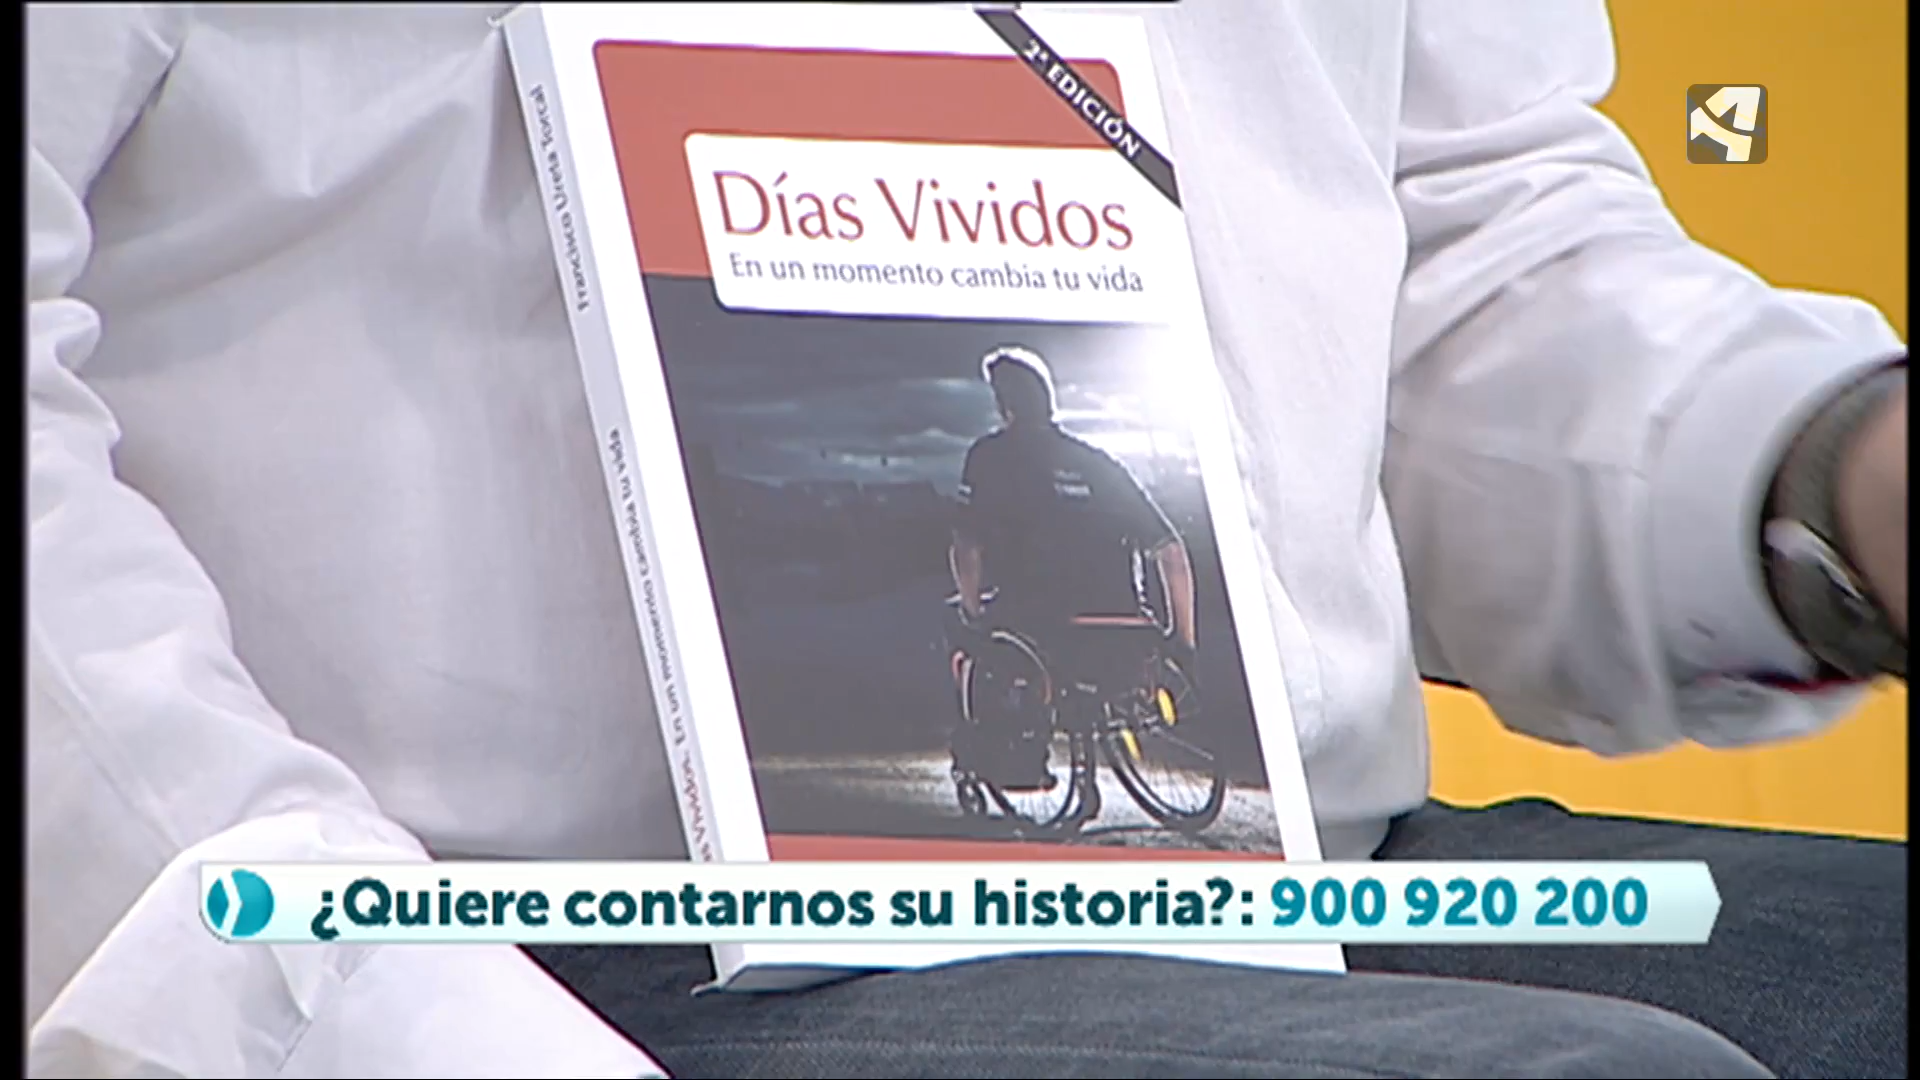 2ª EDICIÓN
Días Vividos
En un momento cambia tu vida
Francisco Ureta Torcal
Vividos.- En un momento cambia tu vida
¿Quiere contarnos su historia?: 900 920 200